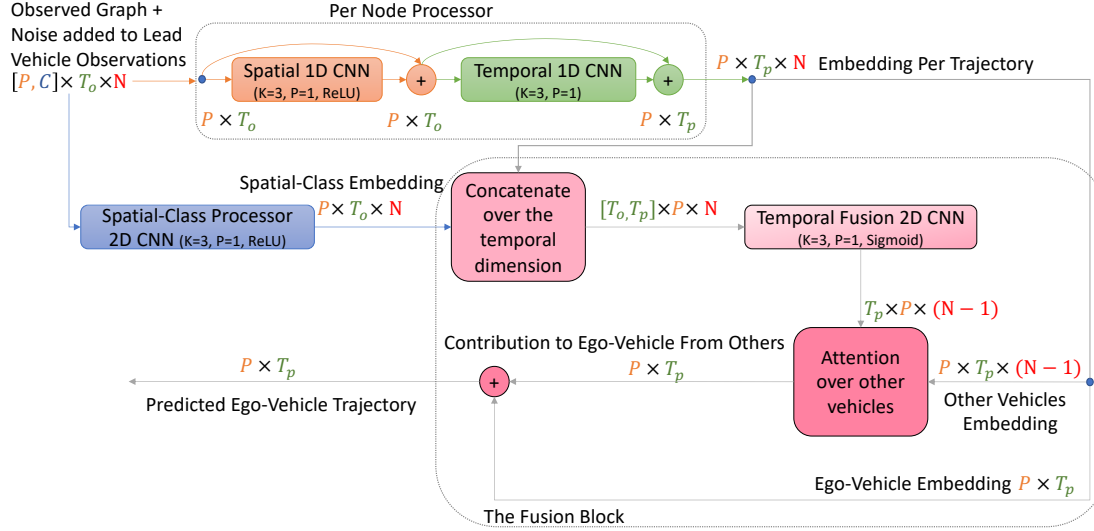 Observed Graph +
Noise added to Lead
Vehicle Observations
[P, C]× T_o ×N
Per Node Processor
Spatial 1D CNN
(K=3, P=1, ReLU)
+
Temporal 1D CNN
(K=3, P=1)
+
P × T_o
P × T_o
P × T_p
P × T_p × N
Embedding Per Trajectory
Spatial-Class Embedding
P × T_o × N
Spatial-Class Processor
2D CNN (K=3, P=1, ReLU)
Concatenate
over the
temporal
dimension
[T_o, T_p]×P × N
Temporal Fusion 2D CNN
(K=3, P=1, Sigmoid)
T_p × P × (N − 1)
Contribution to Ego-Vehicle From Others
P × T_p
Attention
over other
vehicles
P × T_p × (N − 1)
Other Vehicles
Embedding
P × T_p
+
Predicted Ego-Vehicle Trajectory
Ego-Vehicle Embedding P × T_p
The Fusion Block